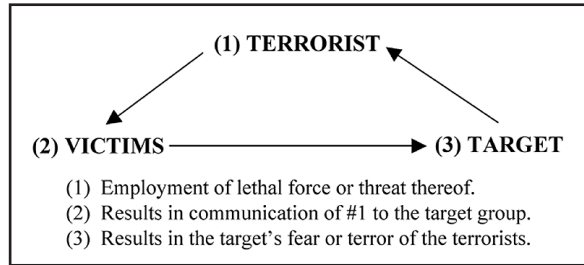 (1) TERRORIST
(2) VICTIMS
(3) TARGET
(1) Employment of lethal force or threat thereof.
(2) Results in communication of #1 to the target group.
(3) Results in the target's fear or terror of the terrorists.